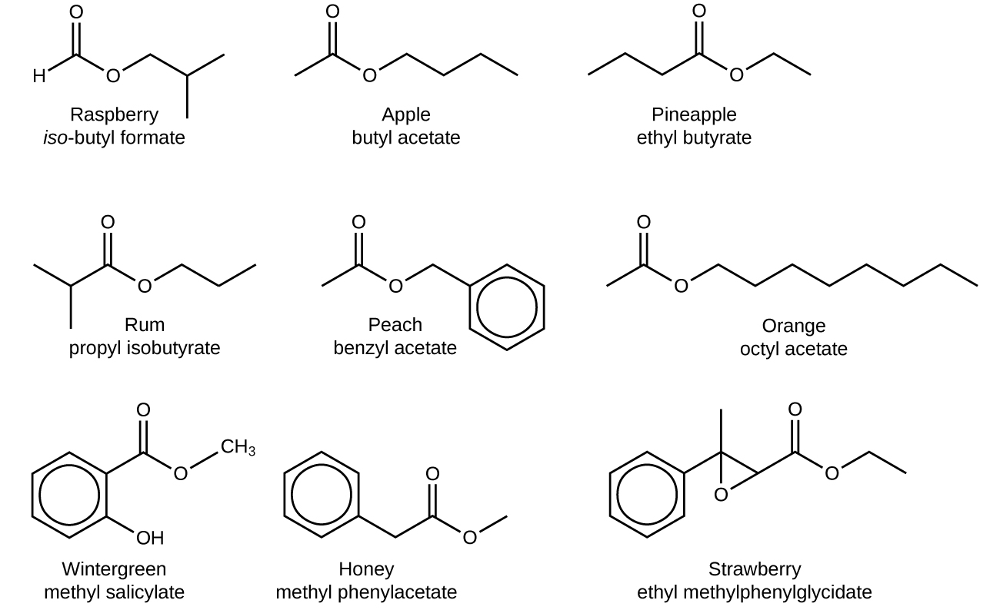 O
H
O
Raspberry
iso-butyl formate
O
O
Apple
butyl acetate
O
O
Pineapple
ethyl butyrate
O
O
Rum
propyl isobutyrate
O
O
Peach
benzyl acetate
O
O
Orange
octyl acetate
O
CH₃
O
OH
Wintergreen
methyl salicylate
O
O
Honey
methyl phenylacetate
O
O
O
Strawberry
ethyl methylphenylglycidate